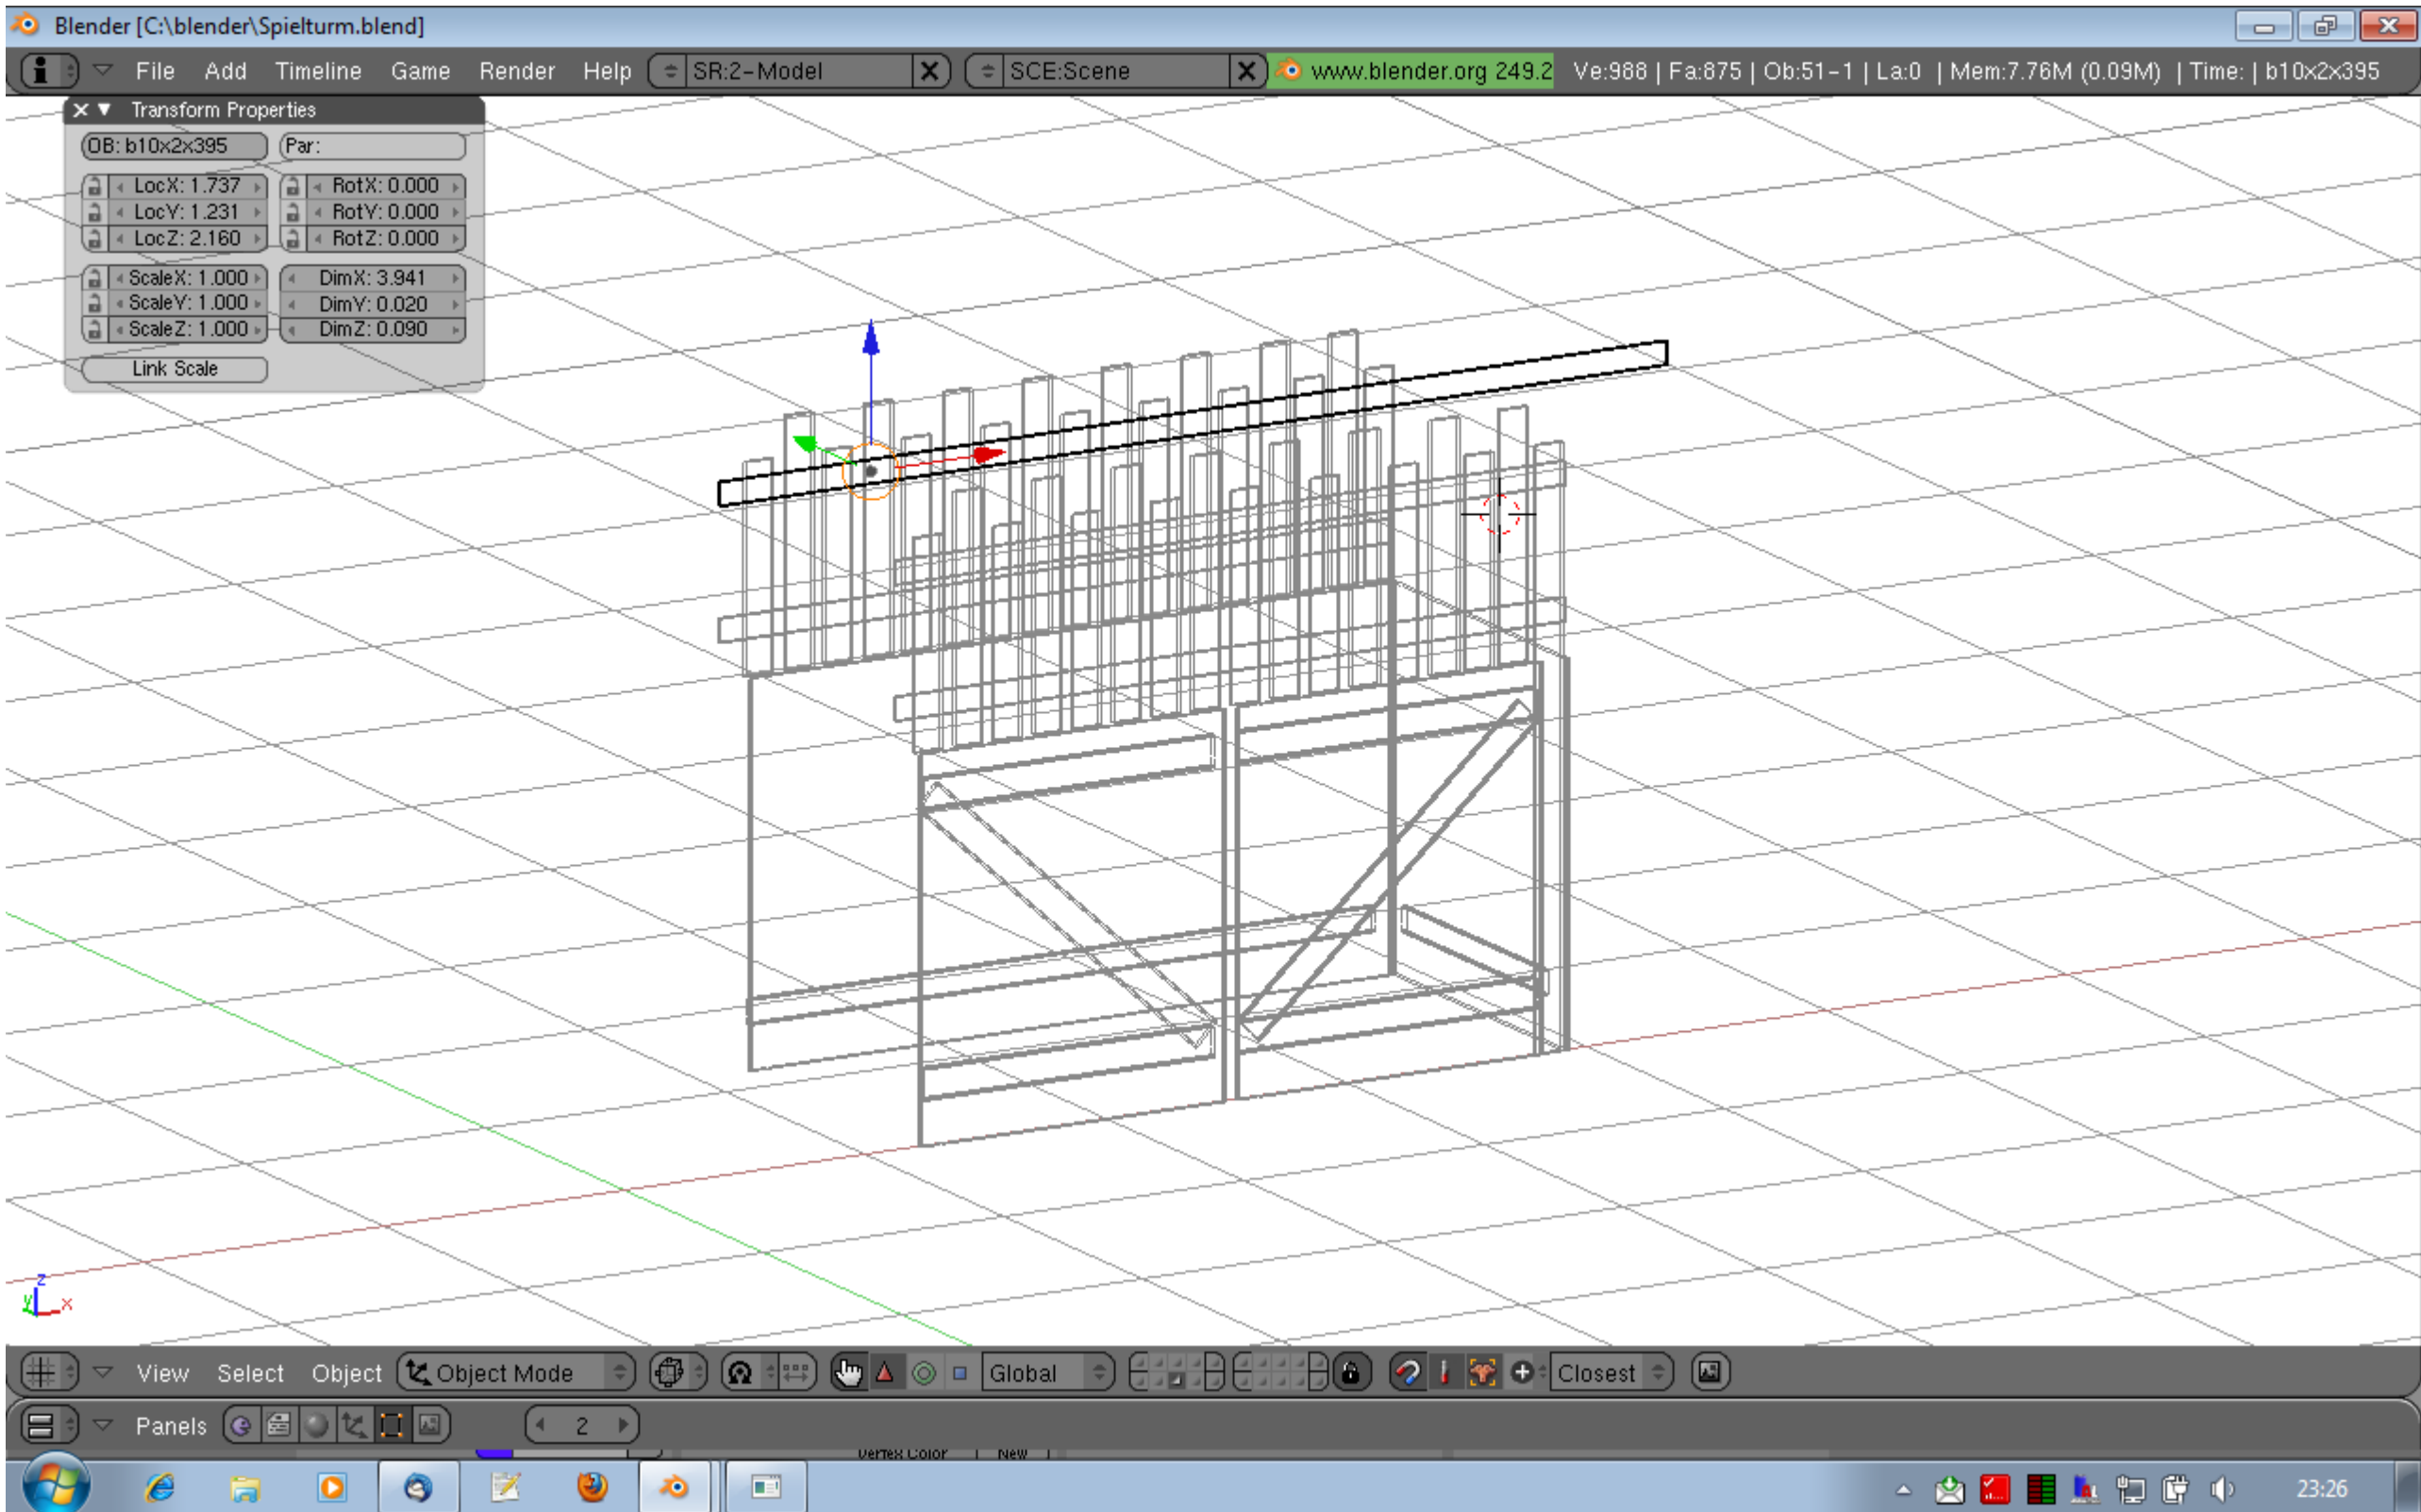 Blender [C:\blender\Spielturm.blend]
File Add Timeline Game Render Help SR:2-Model SCE:Scene www.blender.org 249.2 Ve:988 | Fa:875 | Ob:51-1 | La:0 | Mem:7.76M (0.09M) | Time: | b10x2x395
Transform Properties
OB: b10x2x395 Par:
LocX: 1.737 RotX: 0.000
LocY: 1.231 RotY: 0.000
LocZ: 2.160 RotZ: 0.000
ScaleX: 1.000 DimX: 3.941
ScaleY: 1.000 DimY: 0.020
ScaleZ: 1.000 DimZ: 0.090
Link Scale
z
y x
View Select Object Object Mode Global Closest
Panels 2
Vertex Color New
23:26